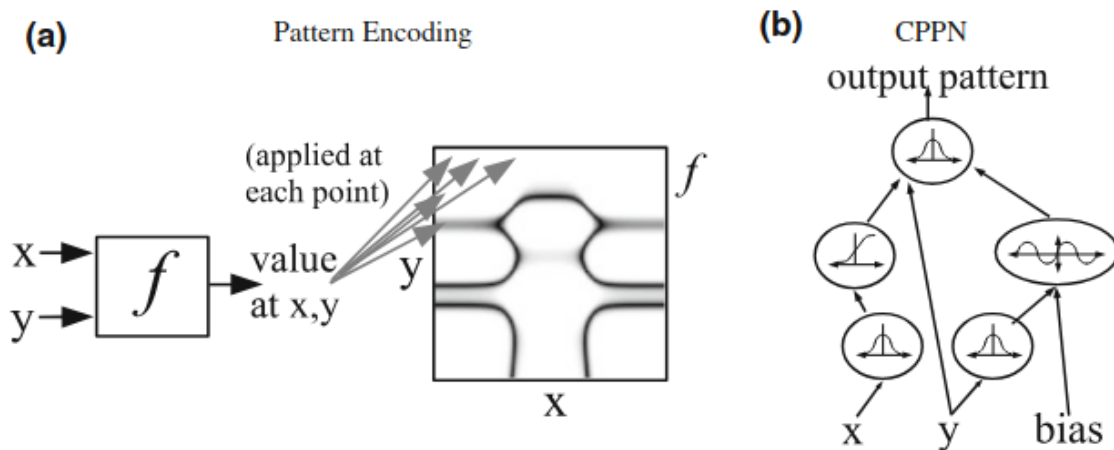 (a) Pattern Encoding
(applied at
each point)
x
y
f
value
at x,y
y
x
f
(b) CPPN
output pattern
x y bias